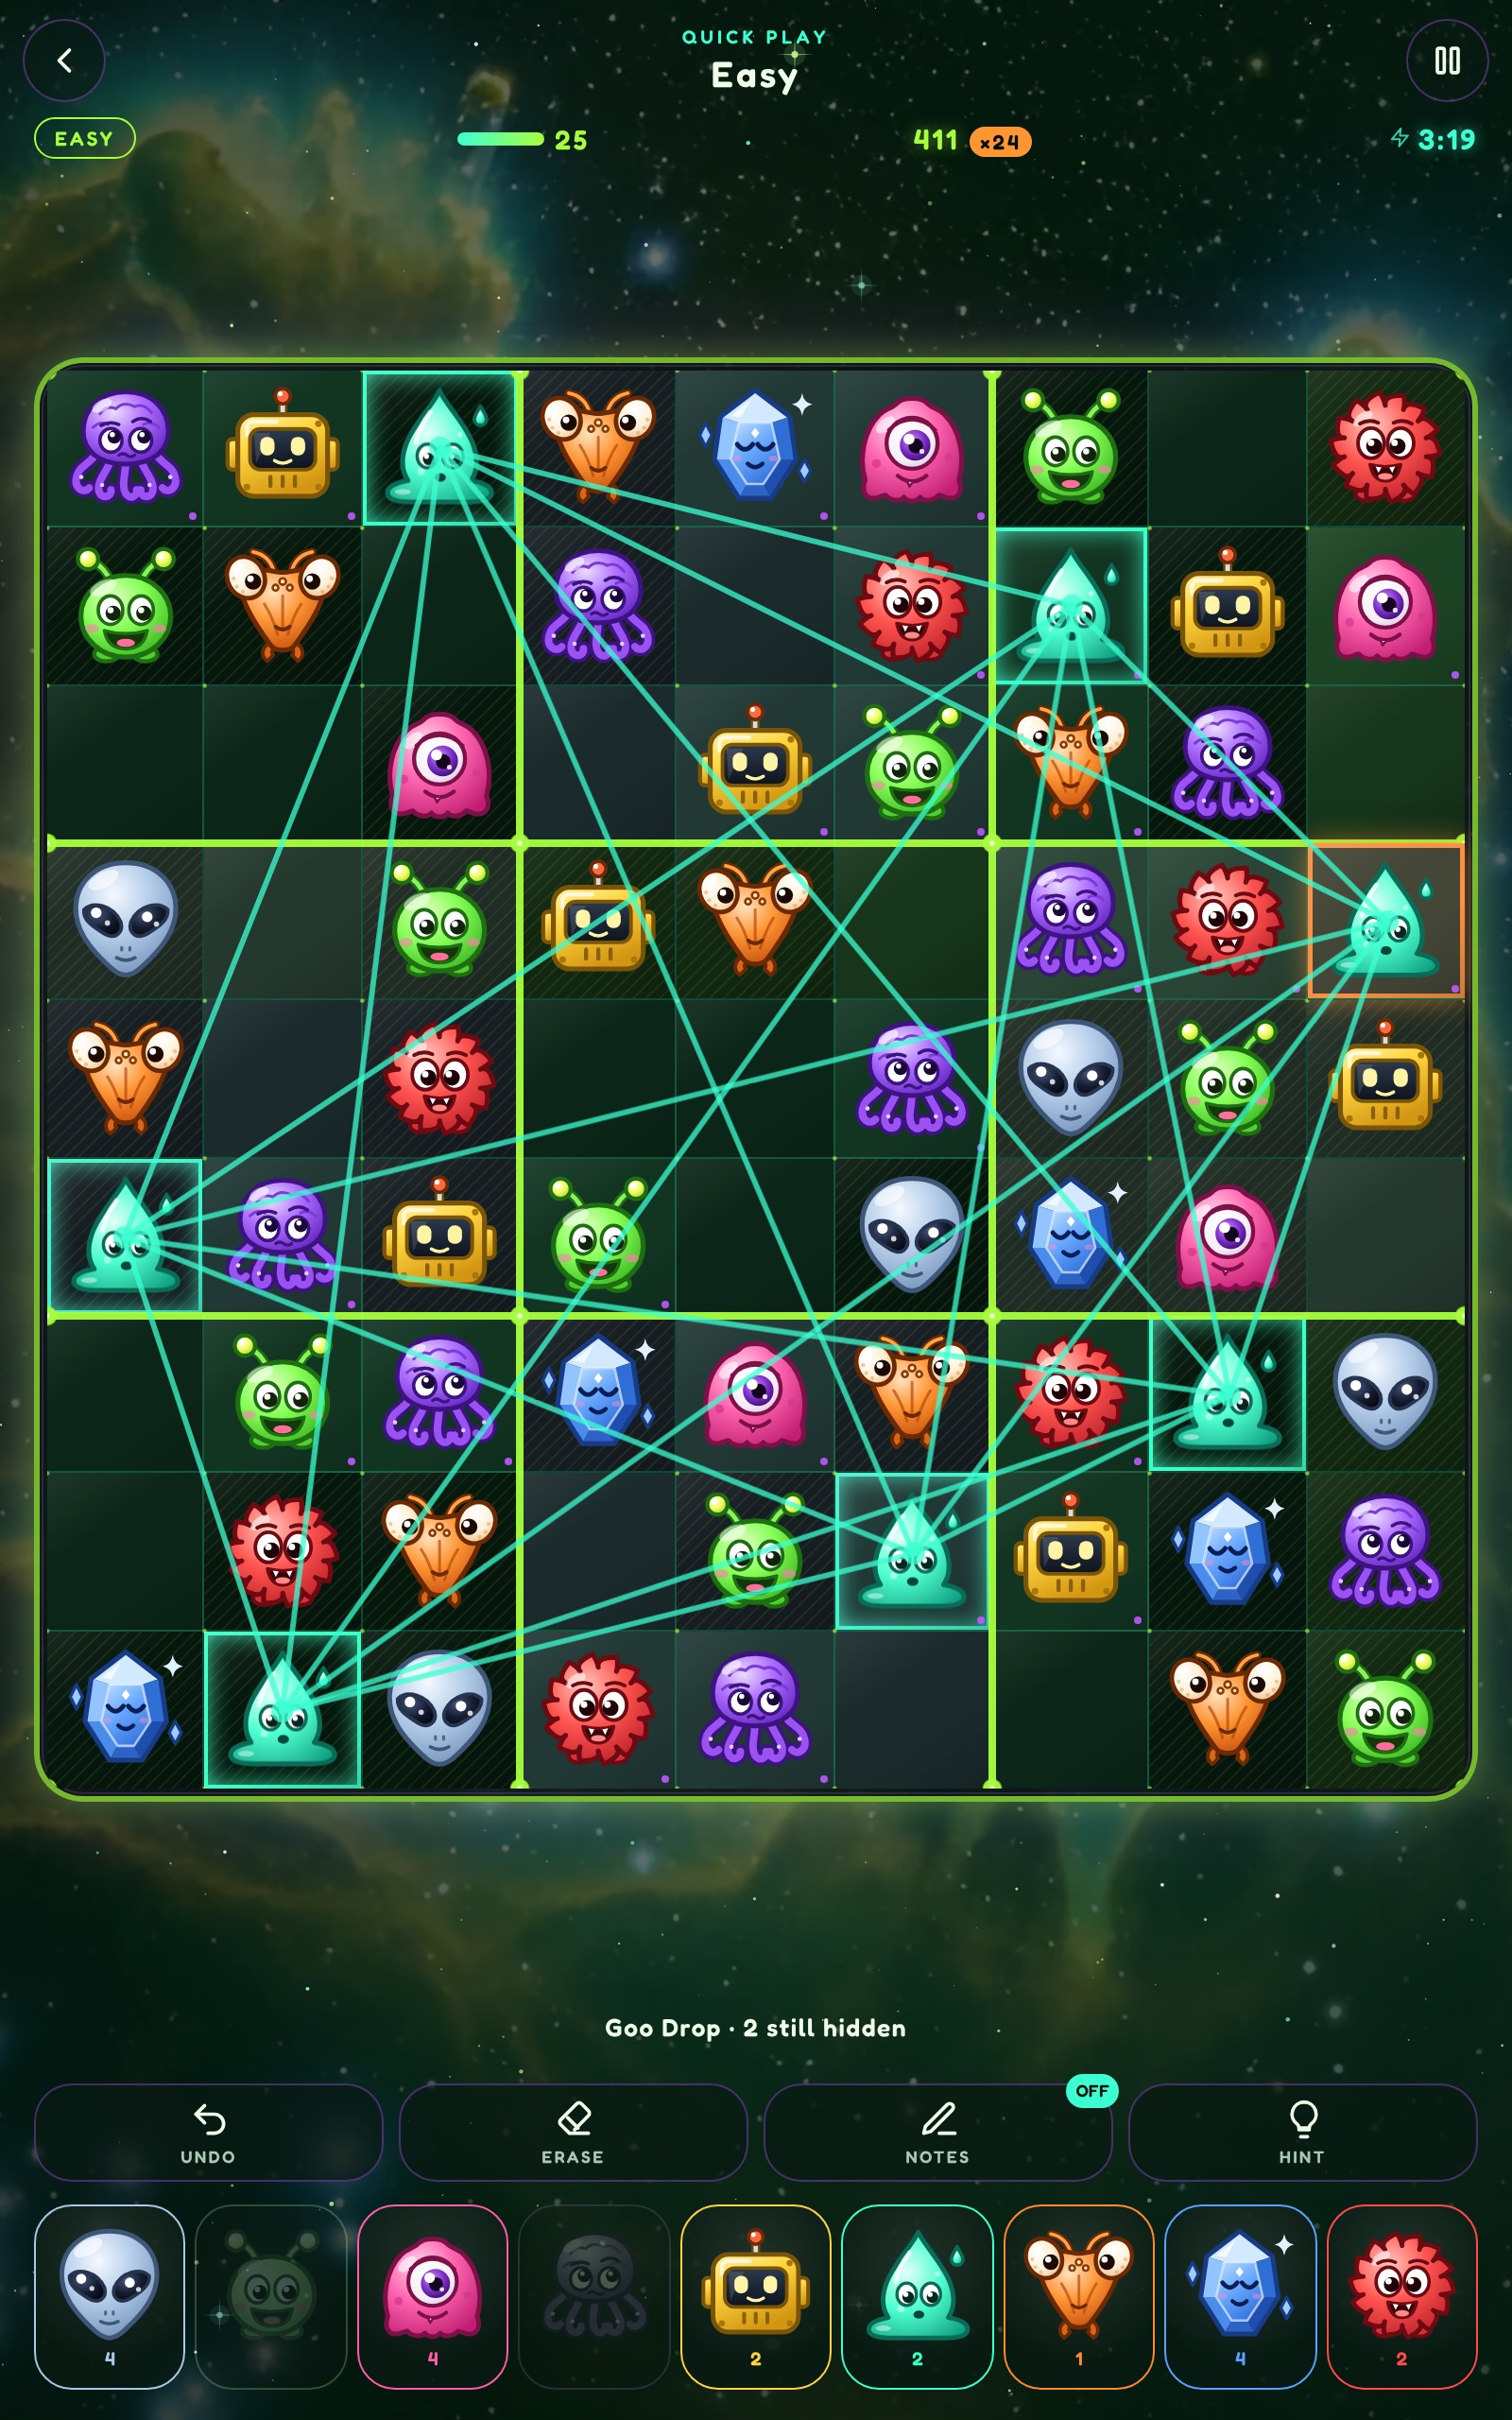 QUICK PLAY
Easy
EASY
25
411 ×24
3:19
Goo Drop · 2 still hidden
OFF
UNDO
ERASE
NOTES
HINT
4
4
2
2
1
4
2